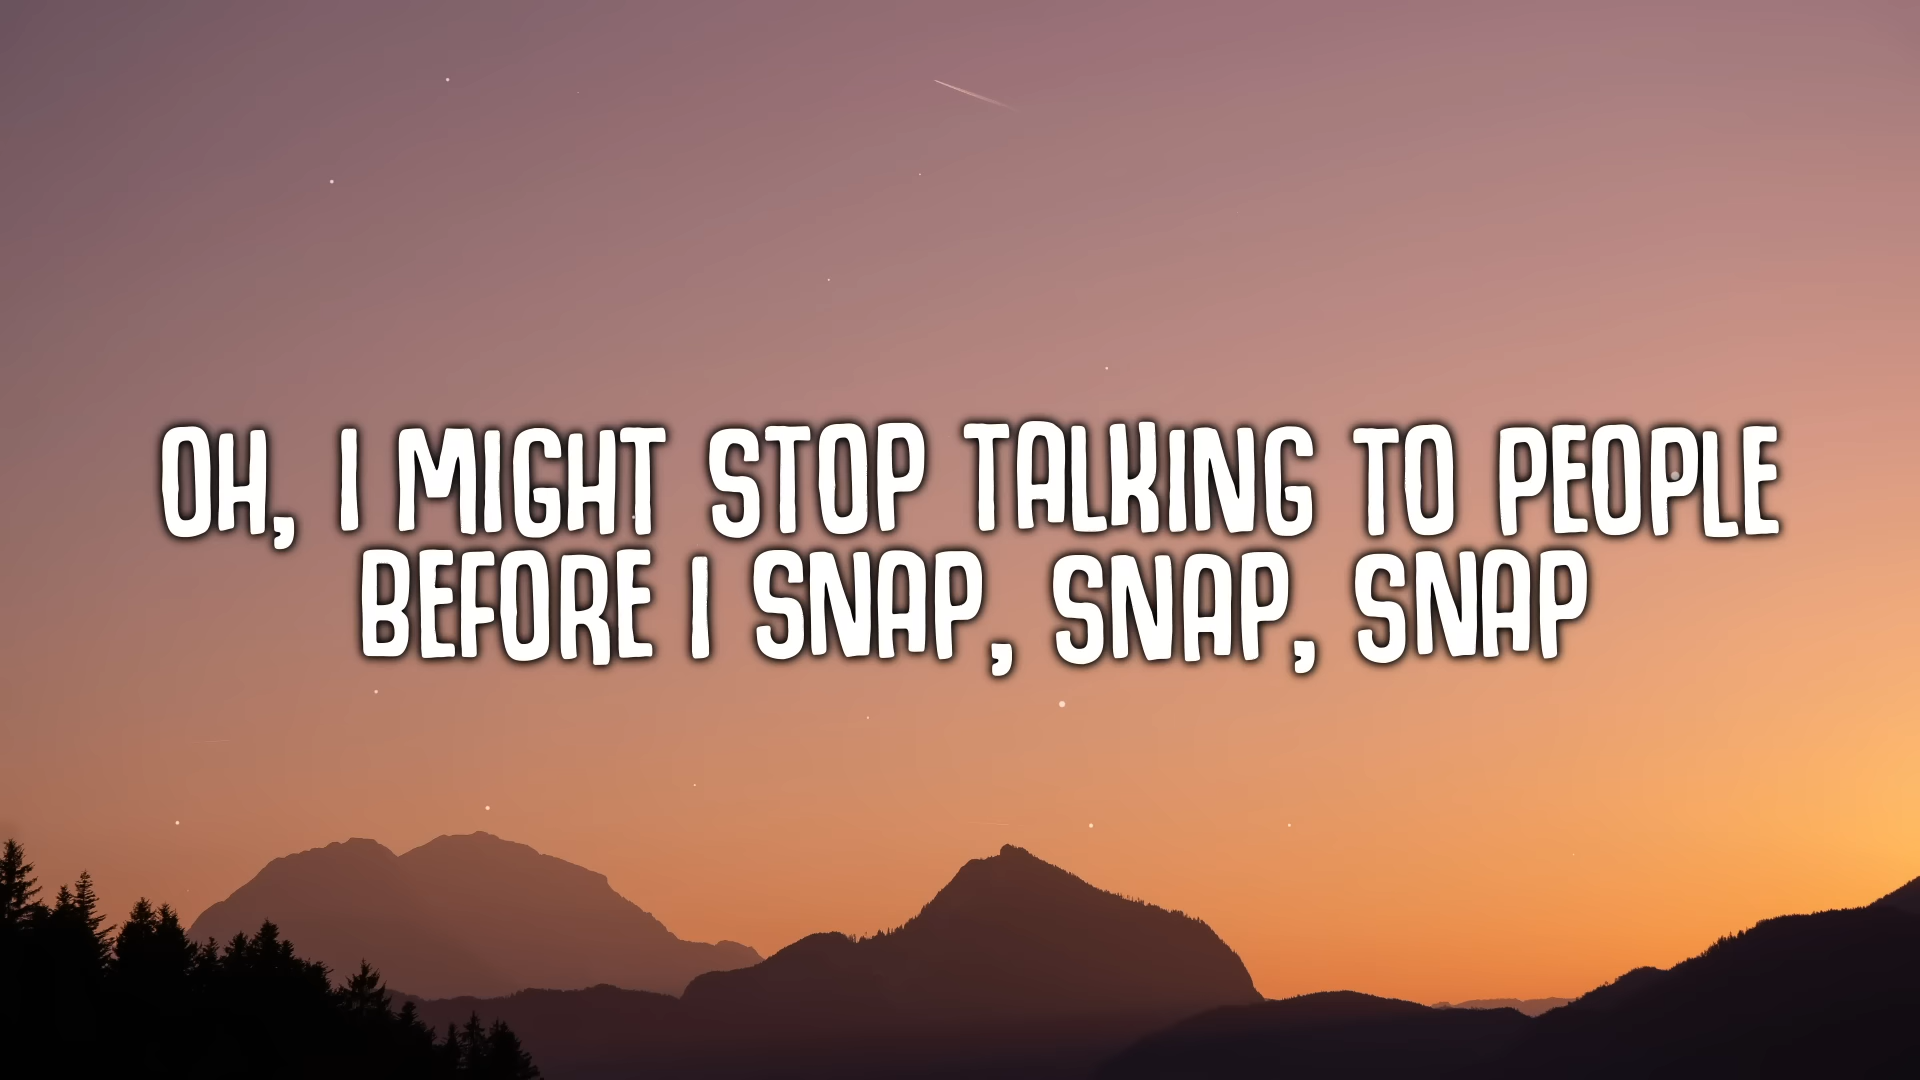 OH, I MIGHT STOP TALKING TO PEOPLE
BEFORE I SNAP, SNAP, SNAP